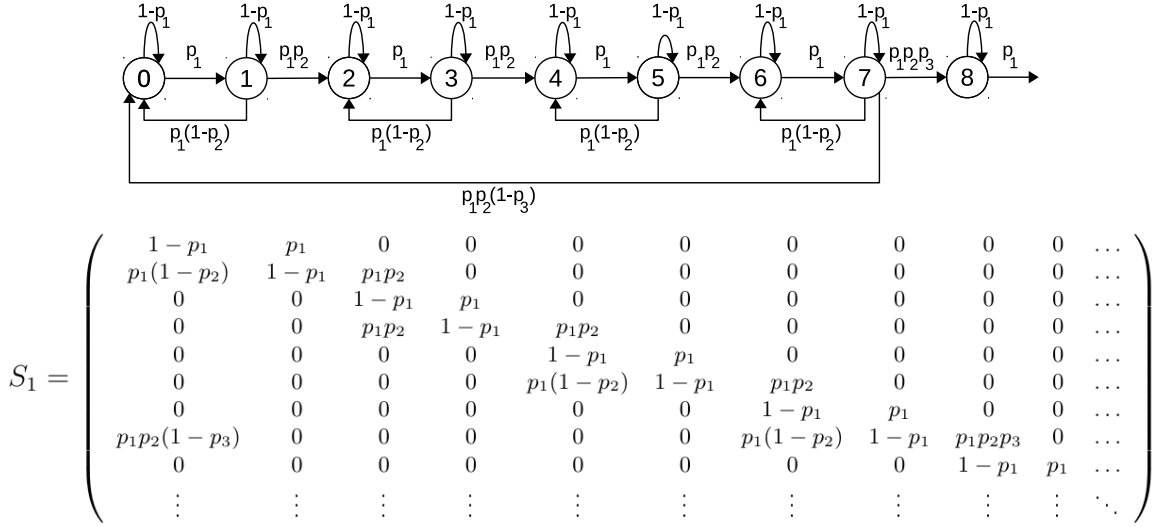 1-p₁ 1-p₁ 1-p₁ 1-p₁ 1-p₁ 1-p₁ 1-p₁ 1-p₁ 1-p₁
p₁ p₁p₂ p₁ p₁p₂ p₁ p₁p₂ p₁ p₁p₂p₃ p₁
0 1 2 3 4 5 6 7 8
p₁(1-p₂) p₁(1-p₂) p₁(1-p₂) p₁(1-p₂)
p₁p₂(1-p₃)
1 − p₁ p₁ 0 0 0 0 0 0 0 0 …
p₁(1 − p₂) 1 − p₁ p₁p₂ 0 0 0 0 0 0 0 …
0 0 1 − p₁ p₁ 0 0 0 0 0 0 …
0 0 p₁p₂ 1 − p₁ p₁p₂ 0 0 0 0 0 …
S₁ = 0 0 0 0 1 − p₁ p₁ 0 0 0 0 …
0 0 0 0 p₁(1 − p₂) 1 − p₁ p₁p₂ 0 0 0 …
0 0 0 0 0 0 1 − p₁ p₁ 0 0 …
p₁p₂(1 − p₃) 0 0 0 0 0 p₁(1 − p₂) 1 − p₁ p₁p₂p₃ 0 …
0 0 0 0 0 0 0 0 1 − p₁ p₁ …
⋮ ⋮ ⋮ ⋮ ⋮ ⋮ ⋮ ⋮ ⋮ ⋮ ⋱